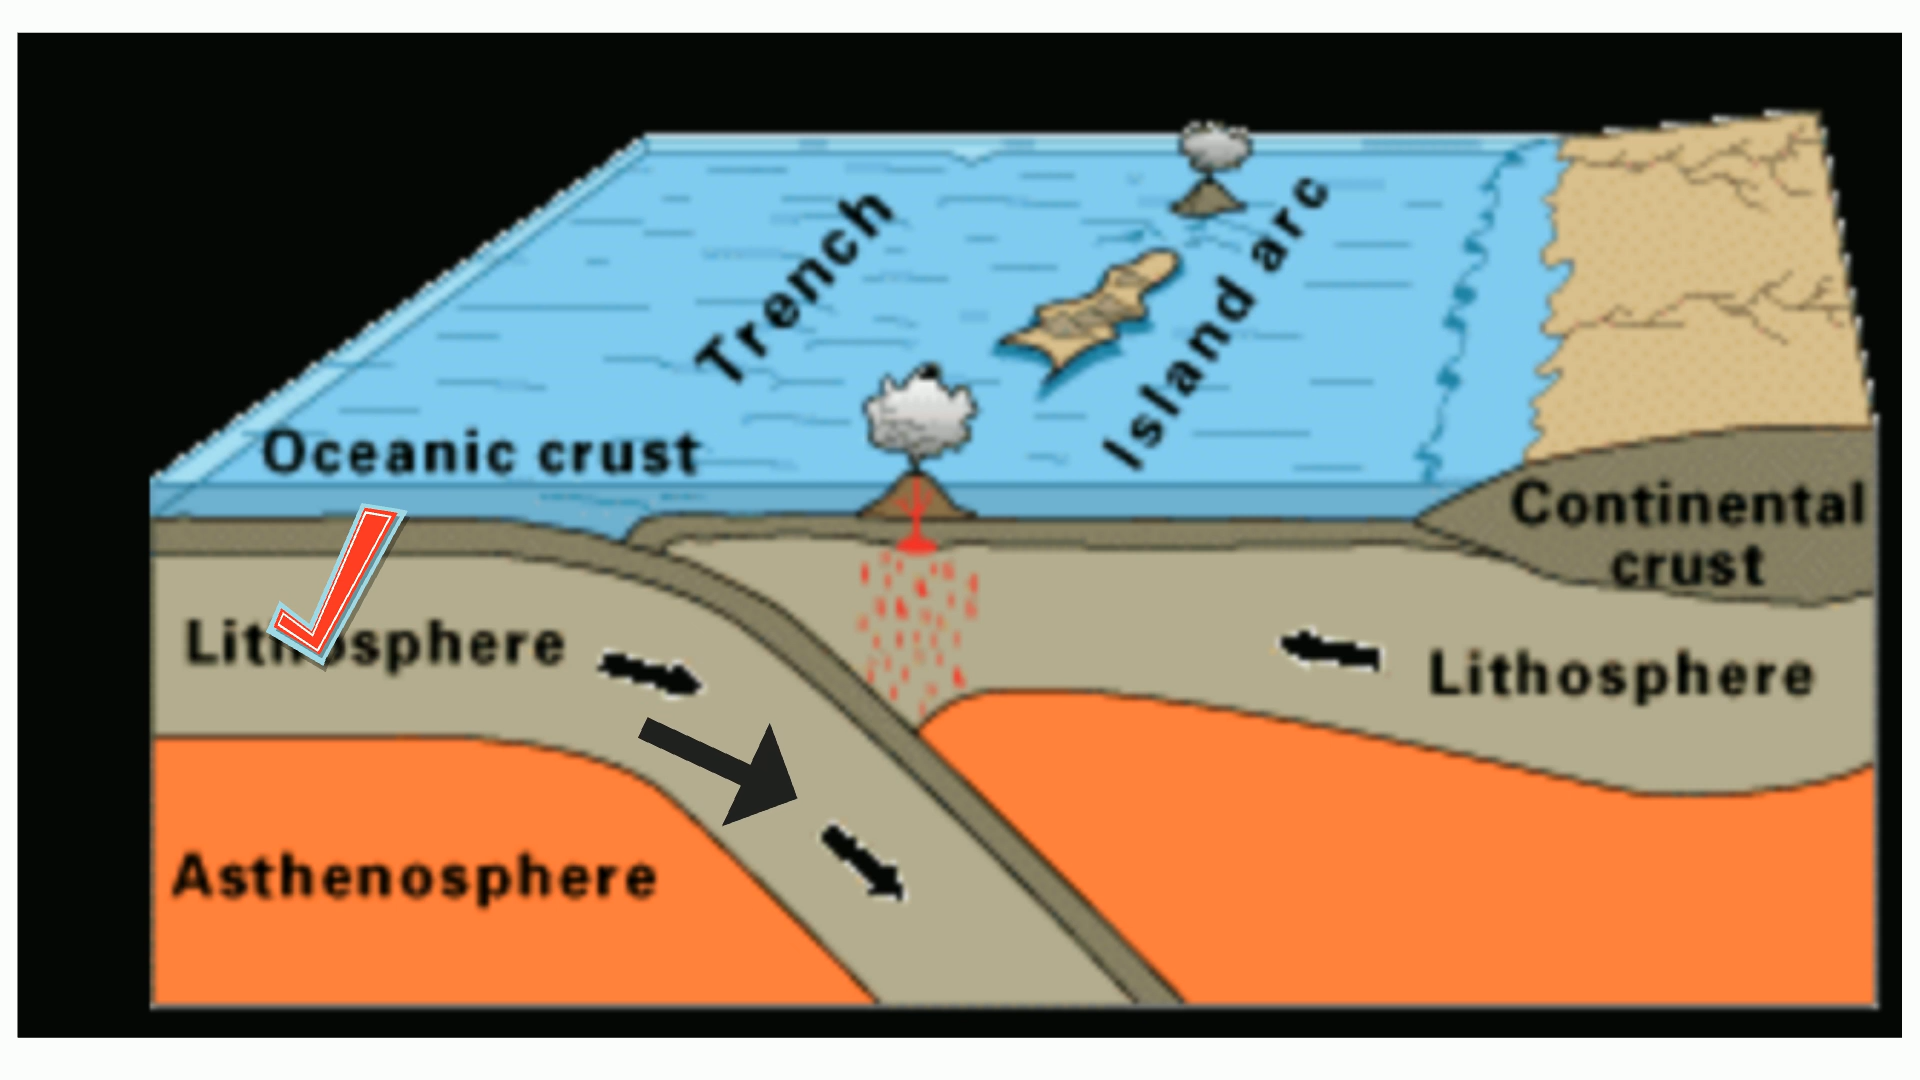 Trench
Island arc
Oceanic crust
Continental
crust
Lithosphere
Lithosphere
Asthenosphere